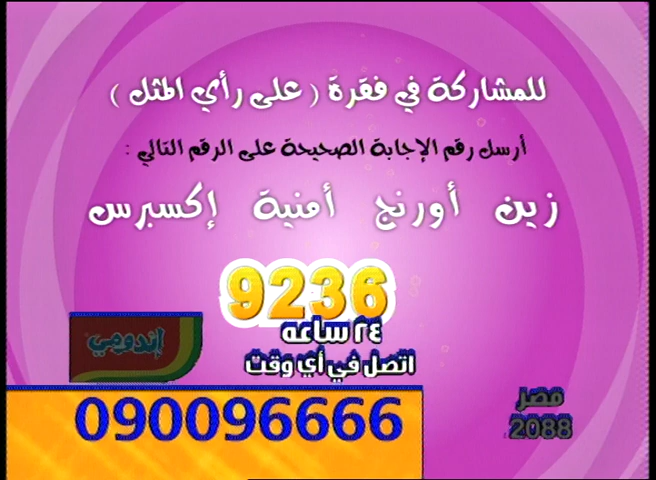 للمشاركة في فقرة ( على رأي المثل )
أرسل رقم الإجابة الصحيحة على الرقم التالي :
زين أورنج أمنية إكسبرس
9236
٢٤ ساعه
اتصل في أي وقت
إندومي
090096666
مصر
2088